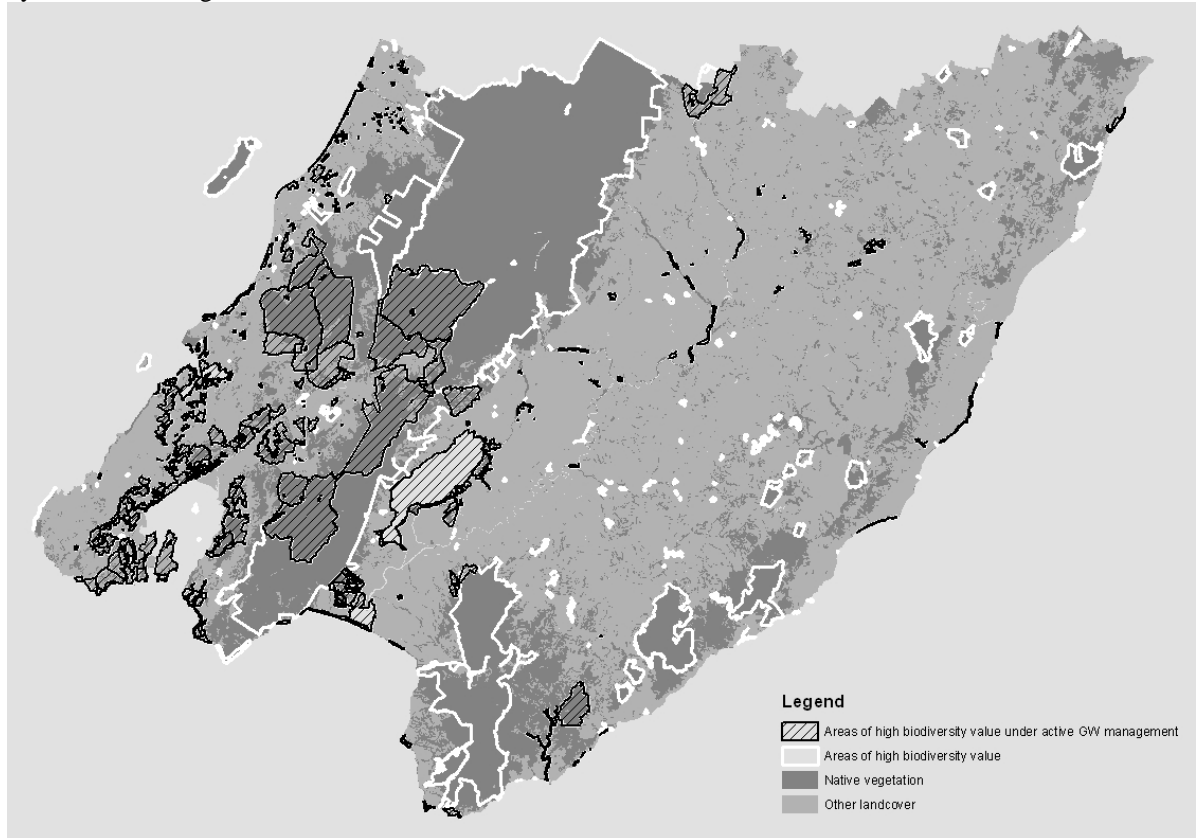 Legend
Areas of high biodiversity value under active GW management
Areas of high biodiversity value
Native vegetation
Other landcover